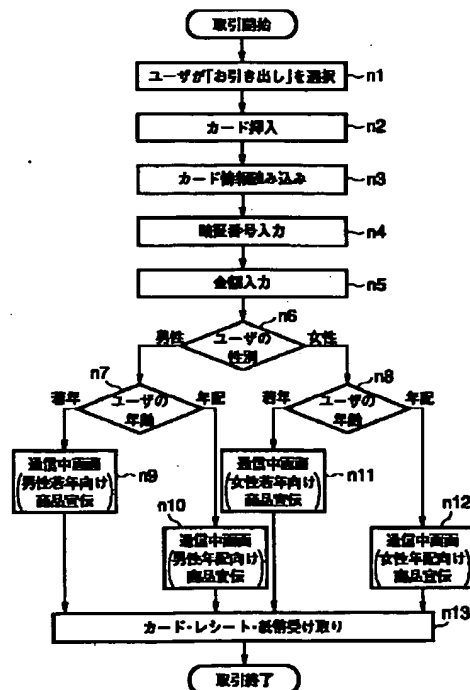 取引開始
ユーザが「お引き出し」を選択 n1
カード挿入 n2
カード情報読み込み n3
暗証番号入力 n4
金額入力 n5
n6
男性 ユーザの 女性
性別
n7 n8
若年 ユーザの 年配 若年 ユーザの 年配
年齢 年齢
通信中画面
男性若年向け
商品宣伝
n9
通信中画面
女性若年向け
商品宣伝
n11
n10
通信中画面
男性年配向け
商品宣伝
n12
通信中画面
女性年配向け
商品宣伝
カード・レシート・紙幣受け取り n13
取引終了